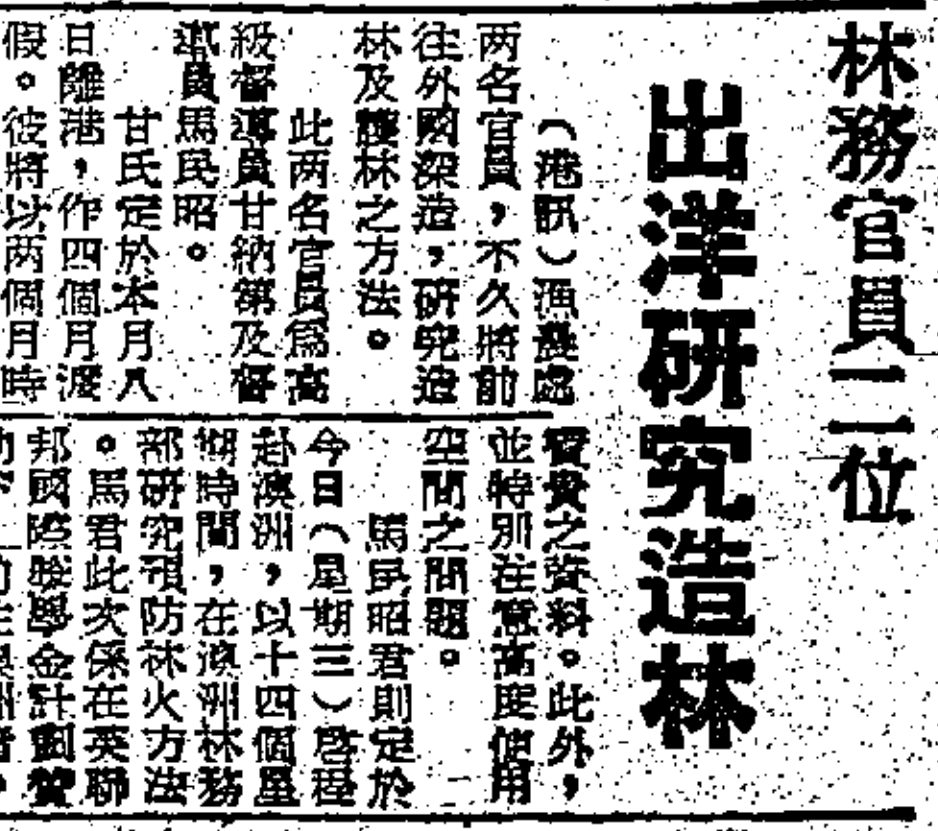 林務官員二位
出洋研究造林
（港訊）漁農處
两名官員，不久將前
往外國深造，研究造
林及護林之方法。
此两名官員爲高
級督導員甘納第及督
導員馬民昭。
甘氏定於本月八
日離港，作四個月渡
假。彼將以两個月時
寶貴之資料。此外，
並特別注意高度使用
空間之問題。
馬民昭君則定於
今日（星期三）啓程
赴澳洲，以十四個星
期時間，在澳洲林務
部研究預防林火方法
。馬君此次係在英聯
邦國際獎學金計劃贊